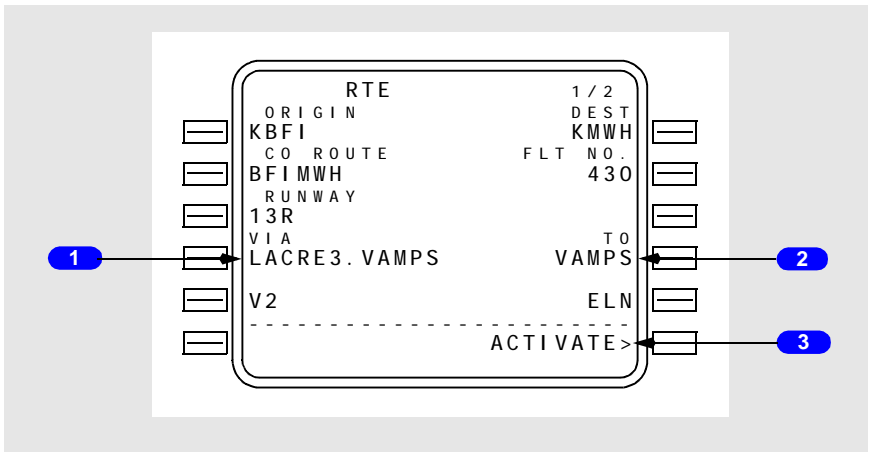 RTE 1/2
ORIGIN DEST
KBFI KMWH
CO ROUTE FLT NO.
BFIMWH 430
RUNWAY
13R
VIA TO
1 LACRE3.VAMPS VAMPS 2
V2 ELN
------------------------
ACTIVATE> 3